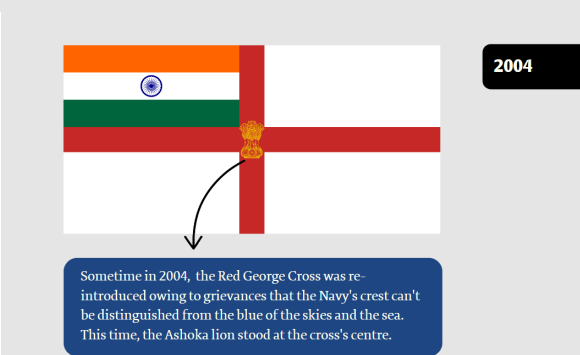 2004
Sometime in 2004, the Red George Cross was re-
introduced owing to grievances that the Navy's crest can't
be distinguished from the blue of the skies and the sea.
This time, the Ashoka lion stood at the cross's centre.